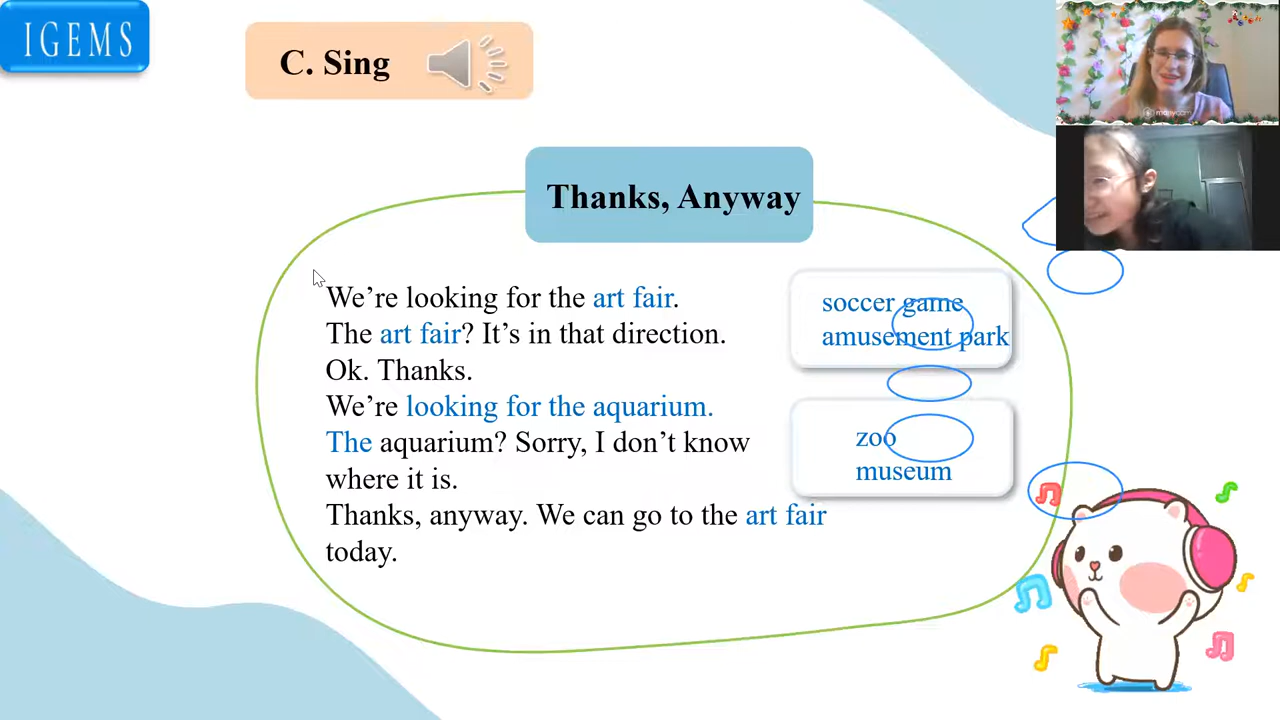 IGEMS
C. Sing
Thanks, Anyway
We're looking for the art fair.
The art fair? It's in that direction.
Ok. Thanks.
We're looking for the aquarium.
The aquarium? Sorry, I don't know
where it is.
Thanks, anyway. We can go to the art fair
today.
soccer game
amusement park
zoo
museum
manycam